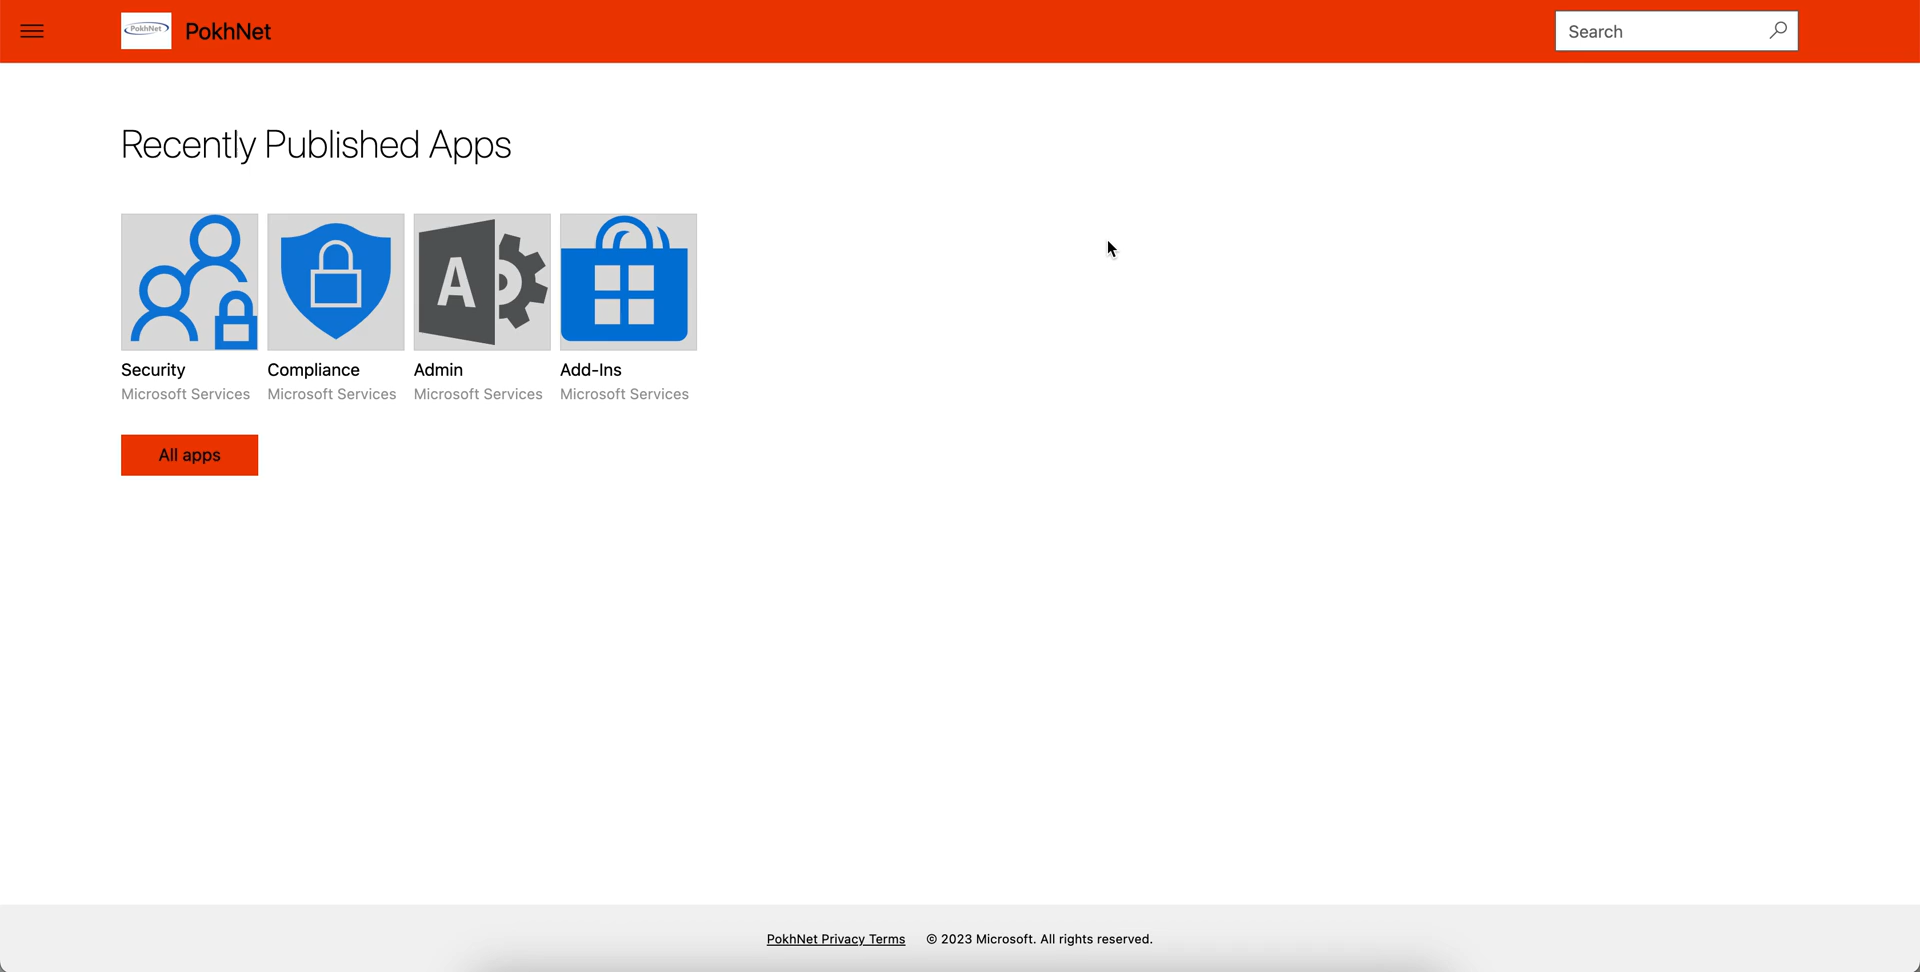 PokhNet
PokhNet
Search
Recently Published Apps
A
Security
Microsoft Services
Compliance
Microsoft Services
Admin
Microsoft Services
Add-Ins
Microsoft Services
All apps
PokhNet Privacy Terms © 2023 Microsoft. All rights reserved.